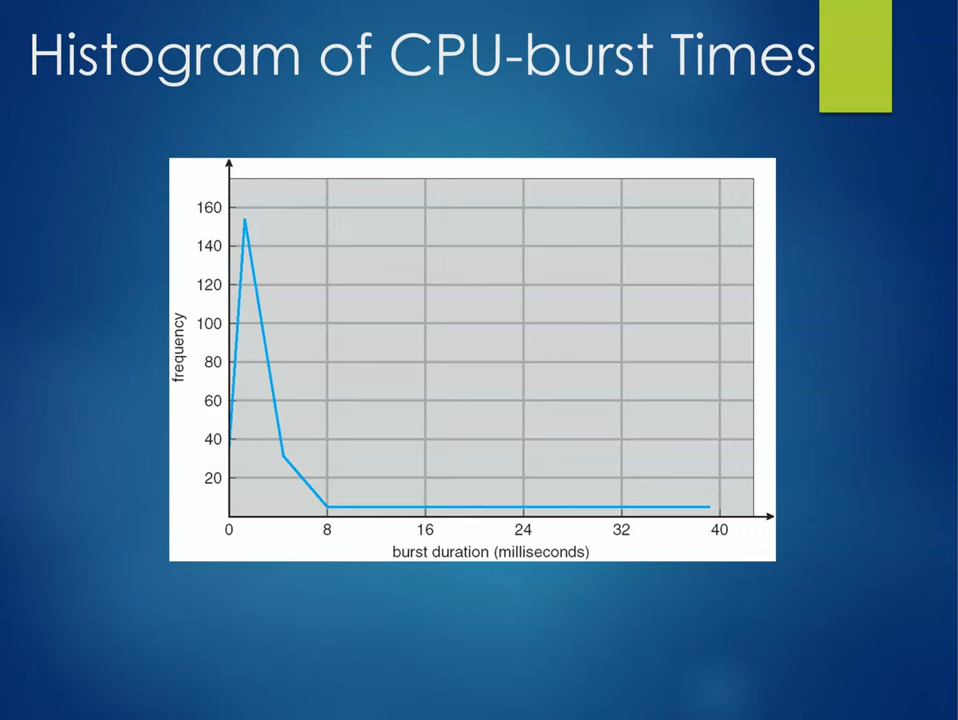 Histogram of CPU-burst Times
160
140
120
100
80
60
40
20
frequency
0 8 16 24 32 40
burst duration (milliseconds)